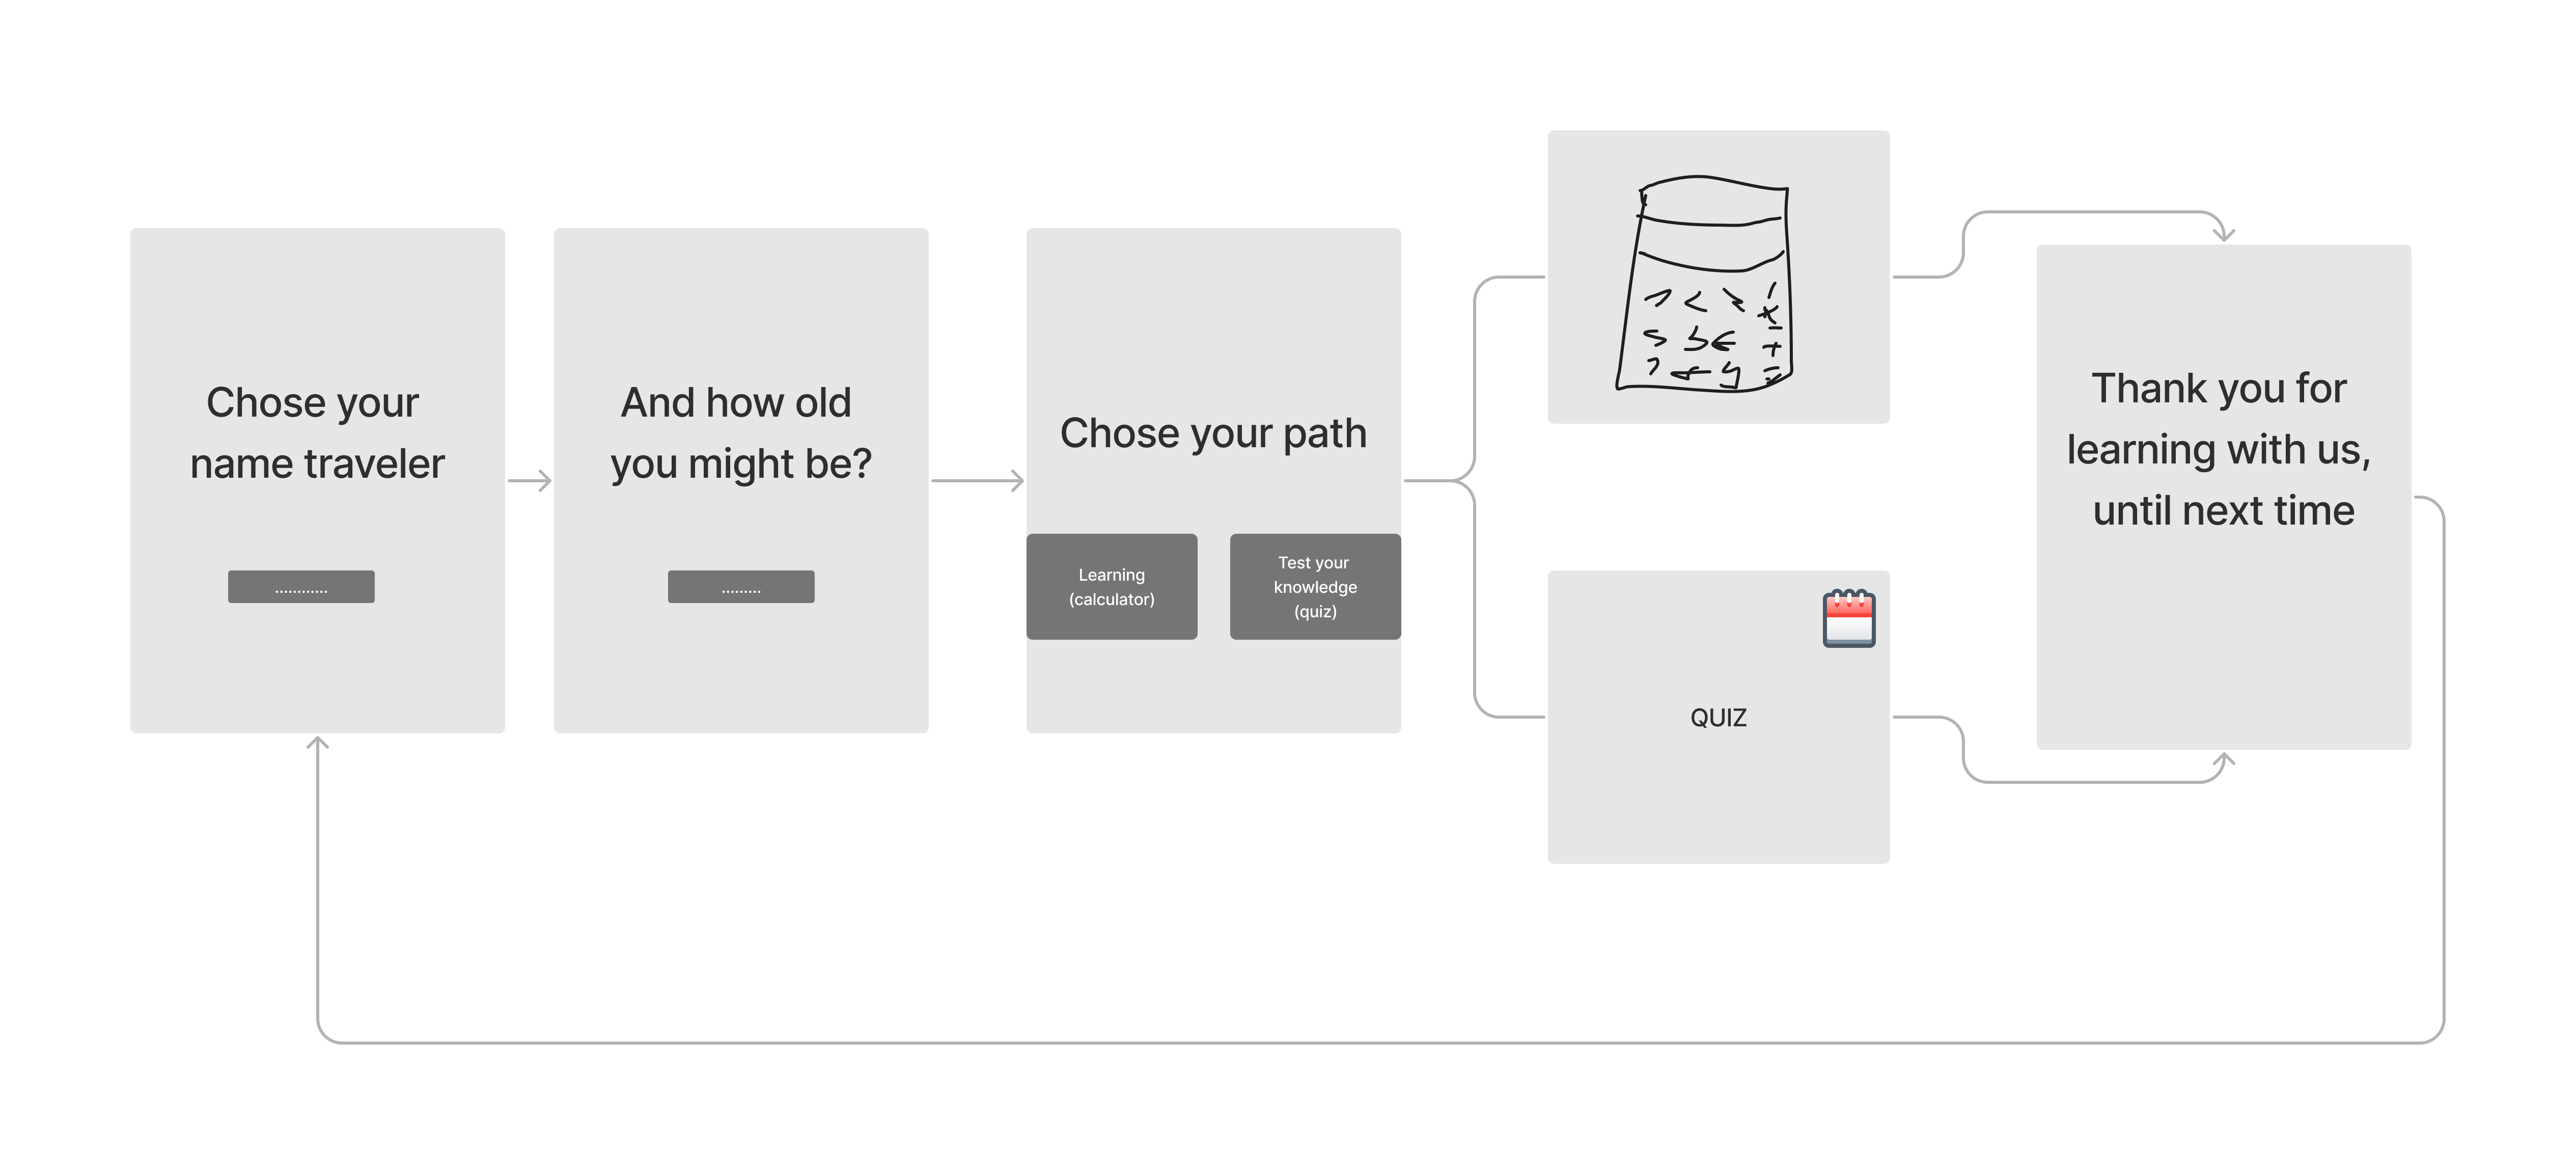 Chose your
name traveler
............
And how old
you might be?
.........
Chose your path
Learning
(calculator)
Test your
knowledge
(quiz)
QUIZ
Thank you for
learning with us,
until next time